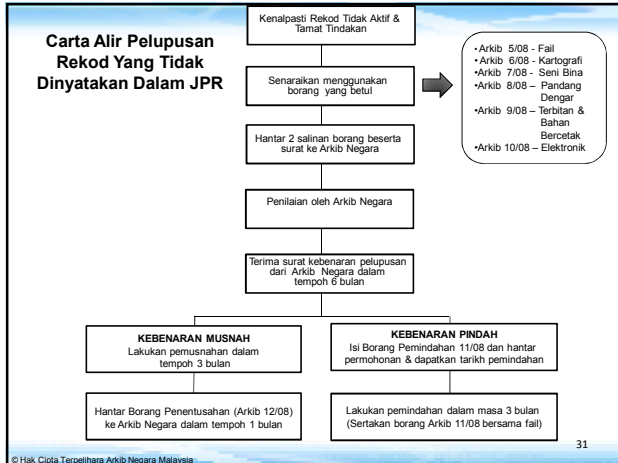 Carta Alir Pelupusan
Rekod Yang Tidak
Dinyatakan Dalam JPR
Kenalpasti Rekod Tidak Aktif &
Tamat Tindakan
Senaraikan menggunakan
borang yang betul
•Arkib 5/08 - Fail
•Arkib 6/08 - Kartografi
•Arkib 7/08 - Seni Bina
•Arkib 8/08 – Pandang
Dengar
•Arkib 9/08 – Terbitan &
Bahan
Bercetak
•Arkib 10/08 – Elektronik
Hantar 2 salinan borang beserta
surat ke Arkib Negara
Penilaian oleh Arkib Negara
Terima surat kebenaran pelupusan
dari Arkib Negara dalam
tempoh 6 bulan
KEBENARAN MUSNAH
Lakukan pemusnahan dalam
tempoh 3 bulan
KEBENARAN PINDAH
Isi Borang Pemindahan 11/08 dan hantar
permohonan & dapatkan tarikh pemindahan
Hantar Borang Penentusahan (Arkib 12/08)
ke Arkib Negara dalam tempoh 1 bulan
Lakukan pemindahan dalam masa 3 bulan
(Sertakan borang Arkib 11/08 bersama fail)
31
© Hak Cipta Terpelihara Arkib Negara Malaysia